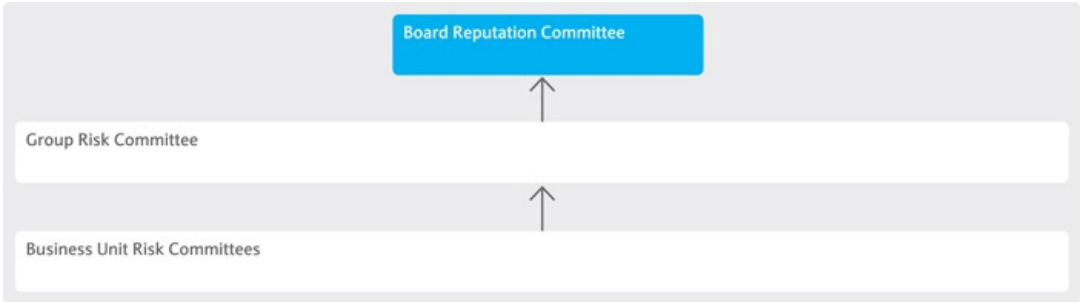 Board Reputation Committee
Group Risk Committee
Business Unit Risk Committees